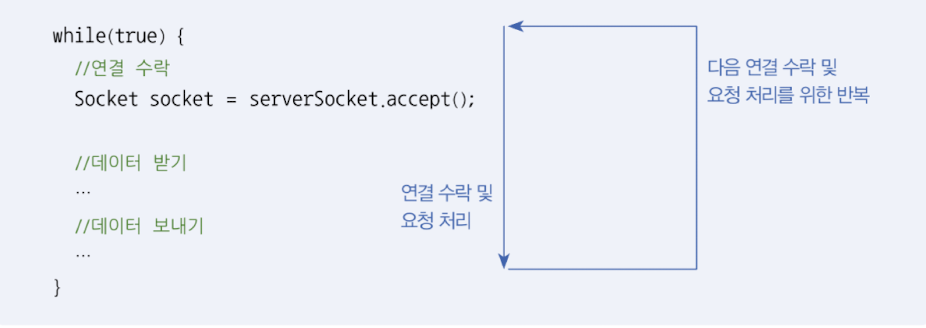 while(true) {
//연결 수락
Socket socket = serverSocket.accept();
//데이터 받기
...
//데이터 보내기
...
}
연결 수락 및
요청 처리
다음 연결 수락 및
요청 처리를 위한 반복